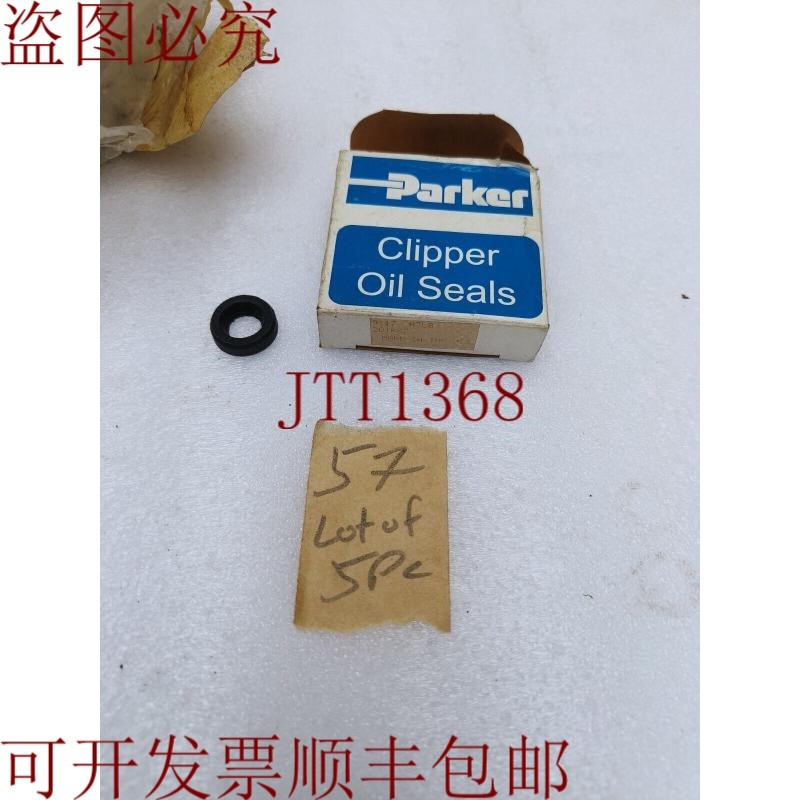 盗图必究
Parker
Clipper
Oil Seals
JTT1368
57
Lot of
5Pc
可开发票顺丰包邮